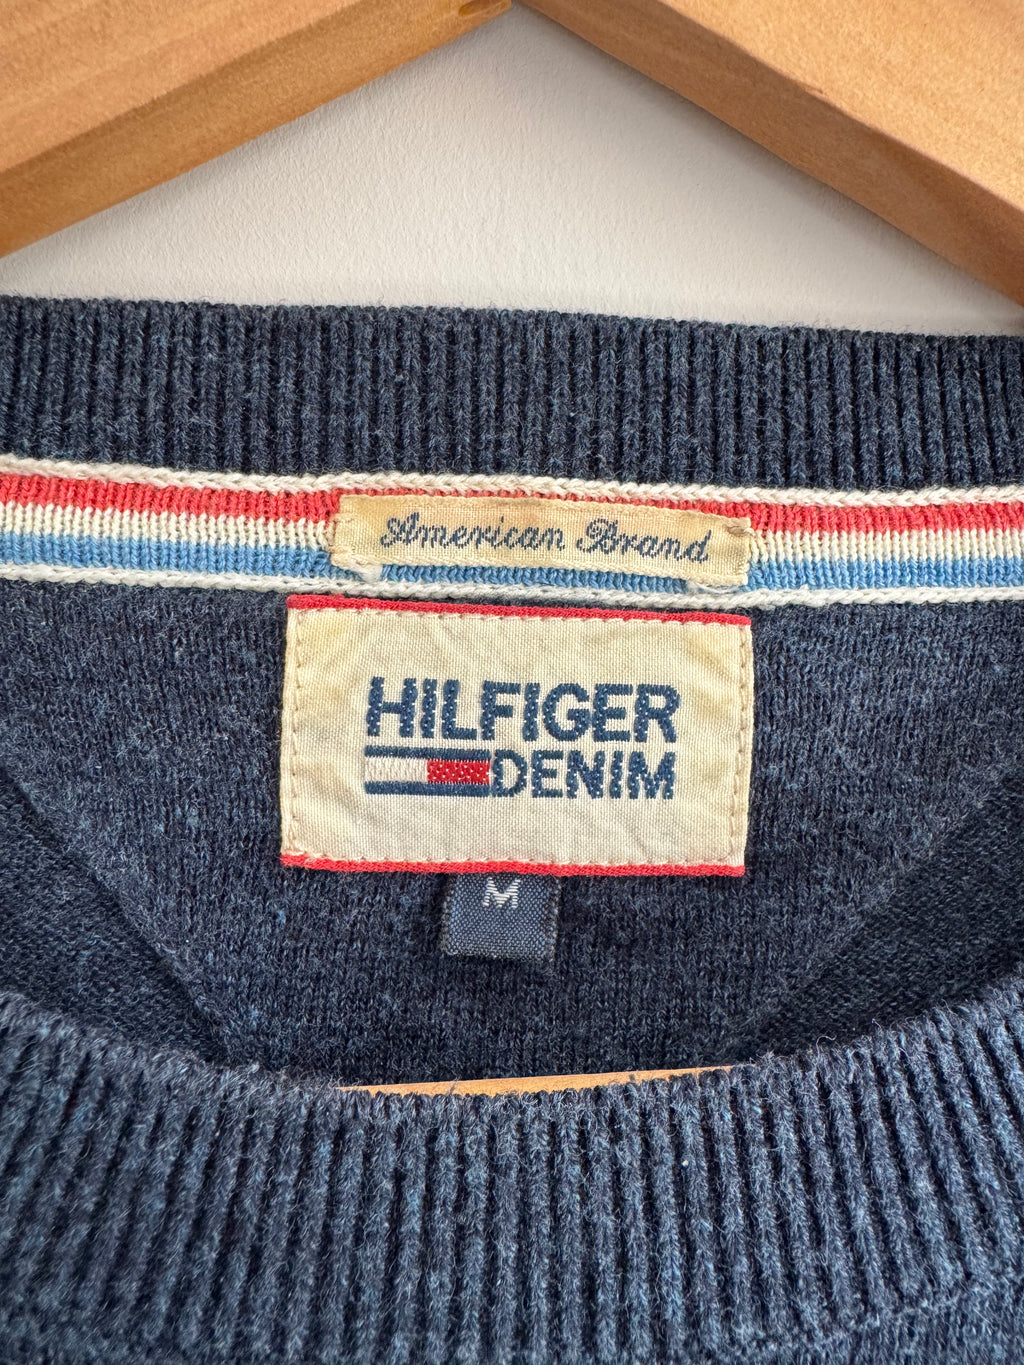 American Brand
HILFIGER
DENIM
M